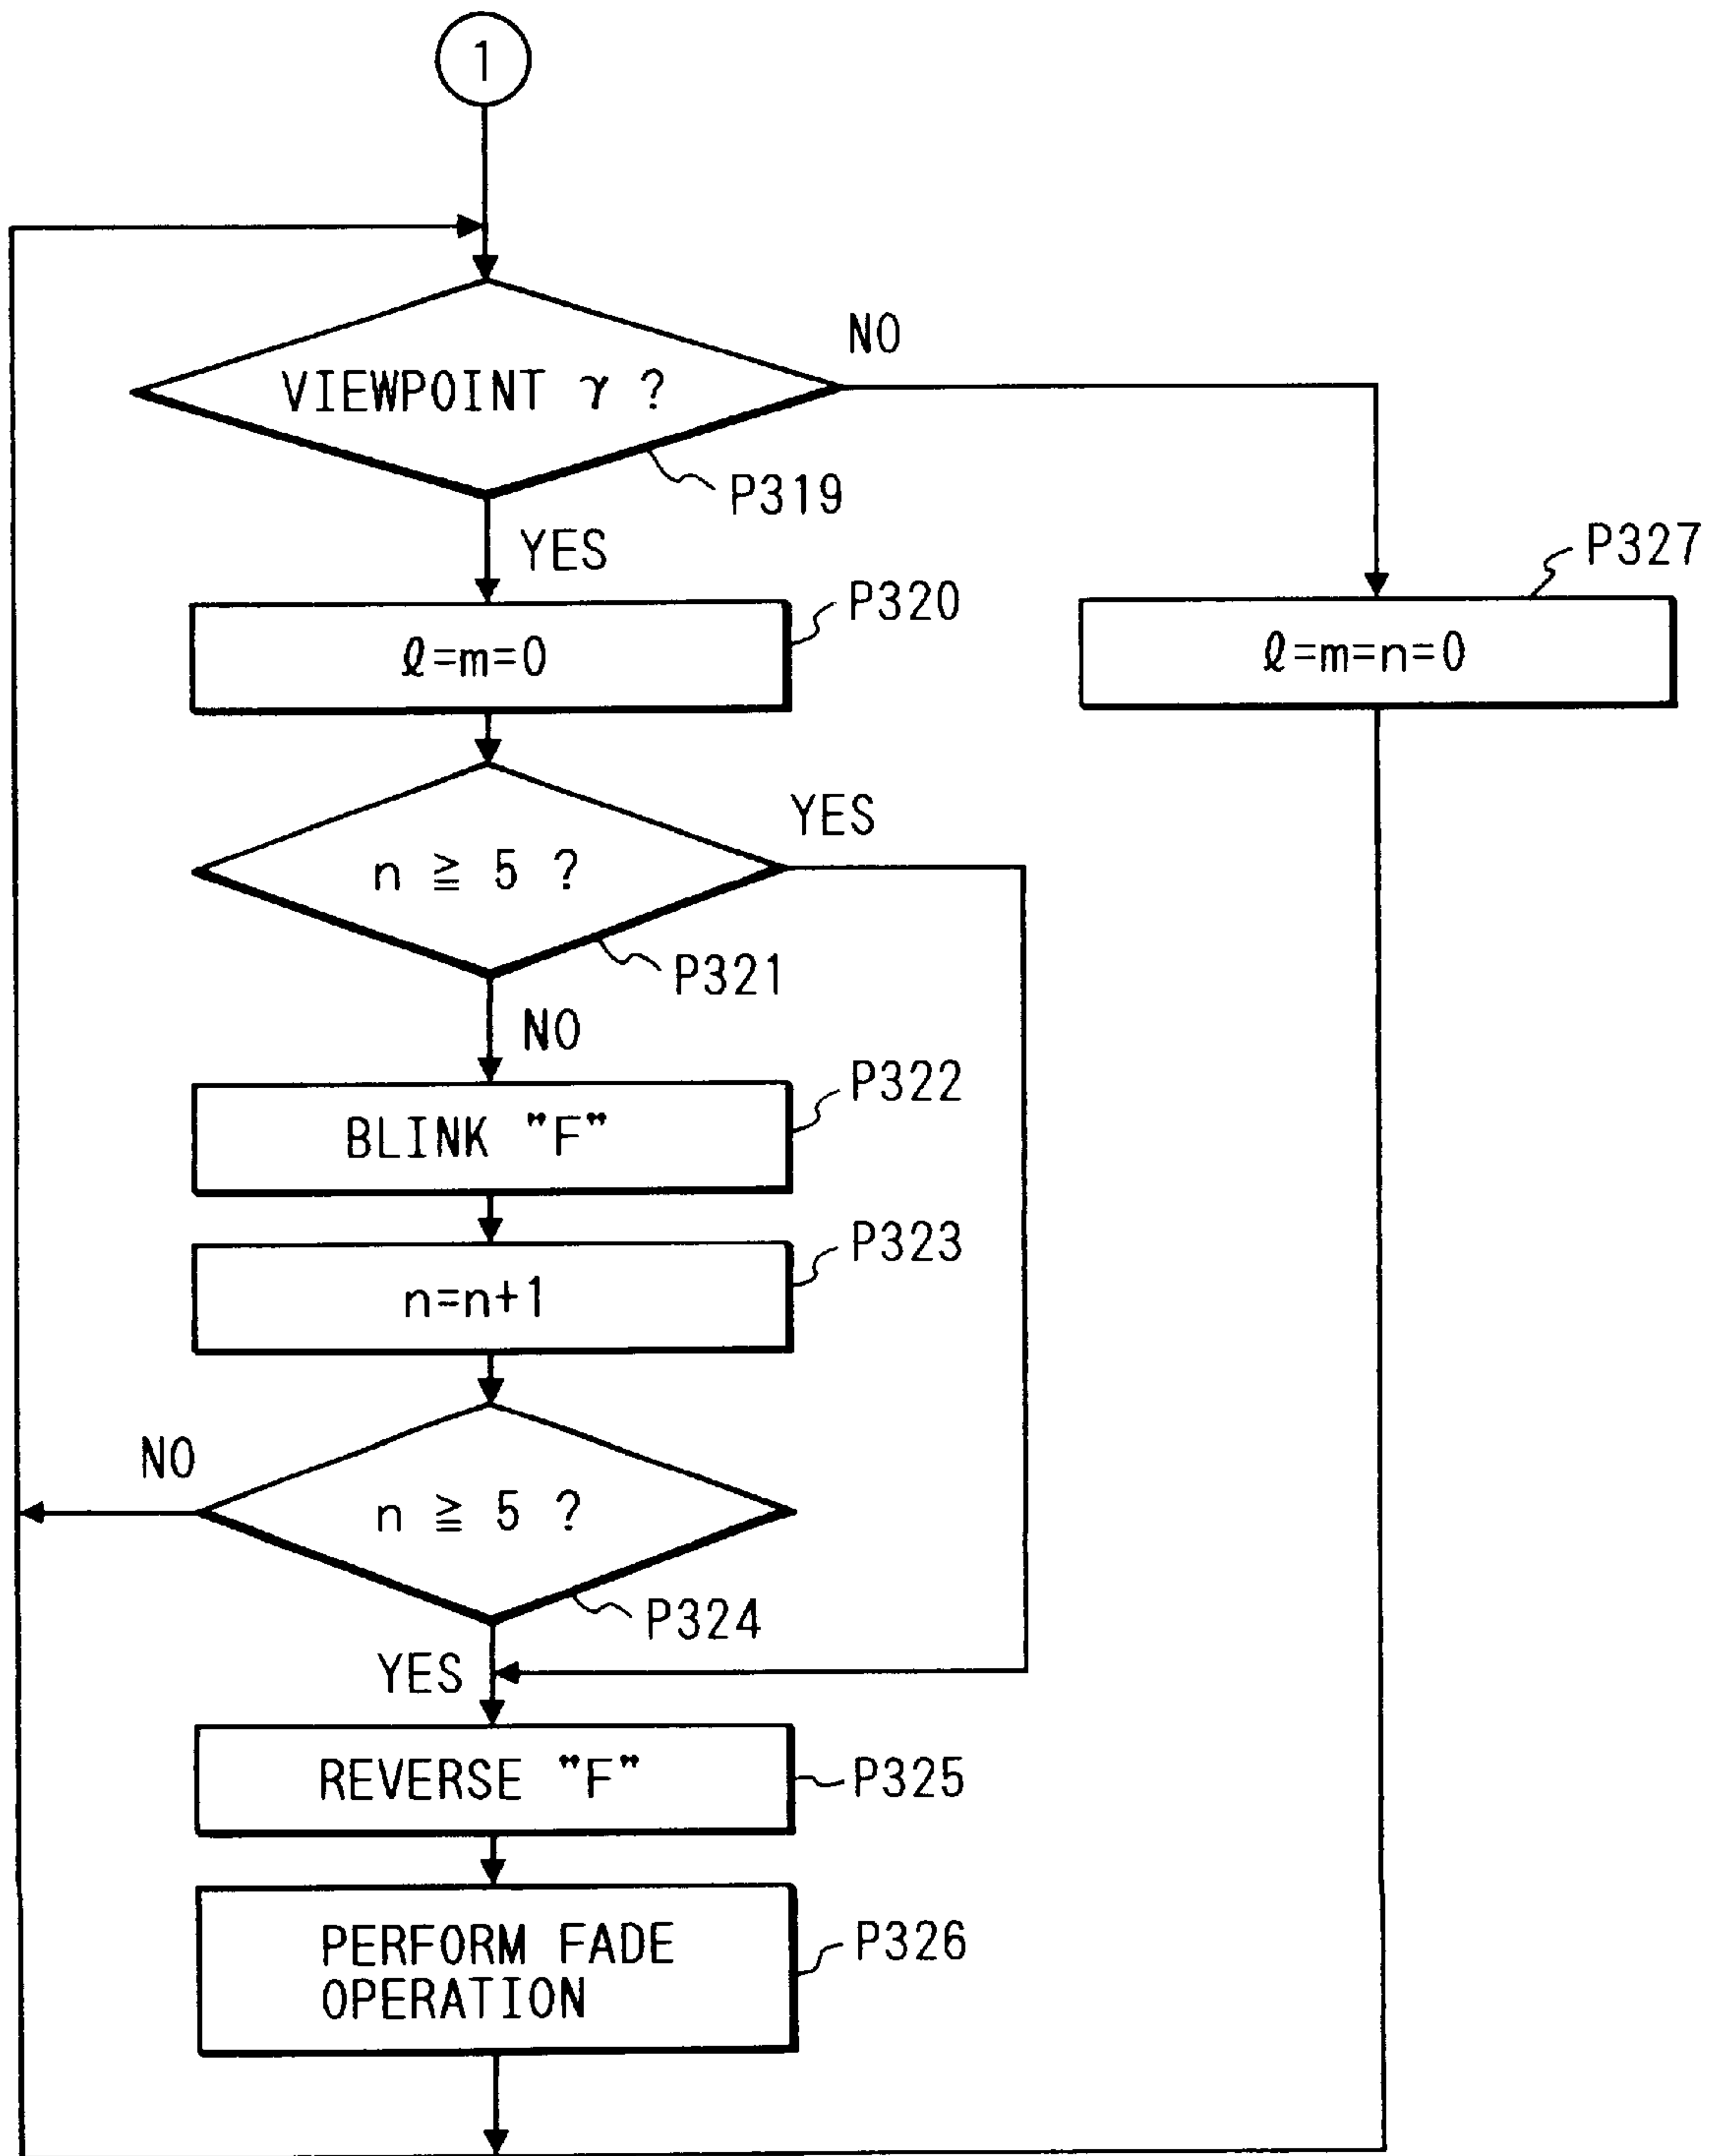 1
NO
VIEWPOINT γ ?
P319
YES
P327
P320
ℓ=m=0
ℓ=m=n=0
YES
n ≧ 5 ?
P321
NO
P322
BLINK "F"
P323
n=n+1
NO
n ≧ 5 ?
P324
YES
REVERSE "F"
P325
PERFORM FADE
OPERATION
P326